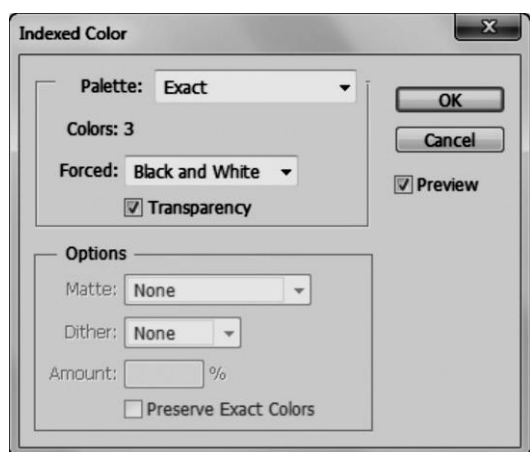 Indexed Color
Palette: Exact
OK
Colors: 3
Cancel
Forced: Black and White
Preview
Transparency
Options
Matte: None
Dither: None
Amount: %
Preserve Exact Colors